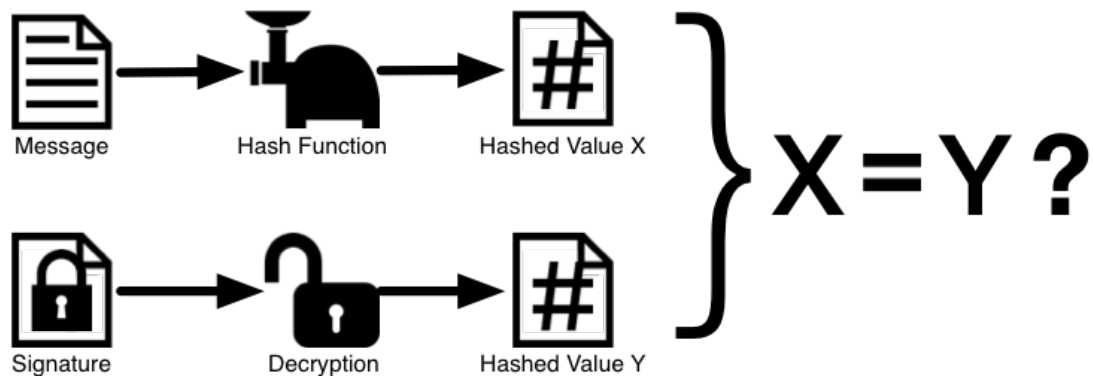 Message
Hash Function
Hashed Value X
#
X = Y ?
Signature
Decryption
Hashed Value Y
#